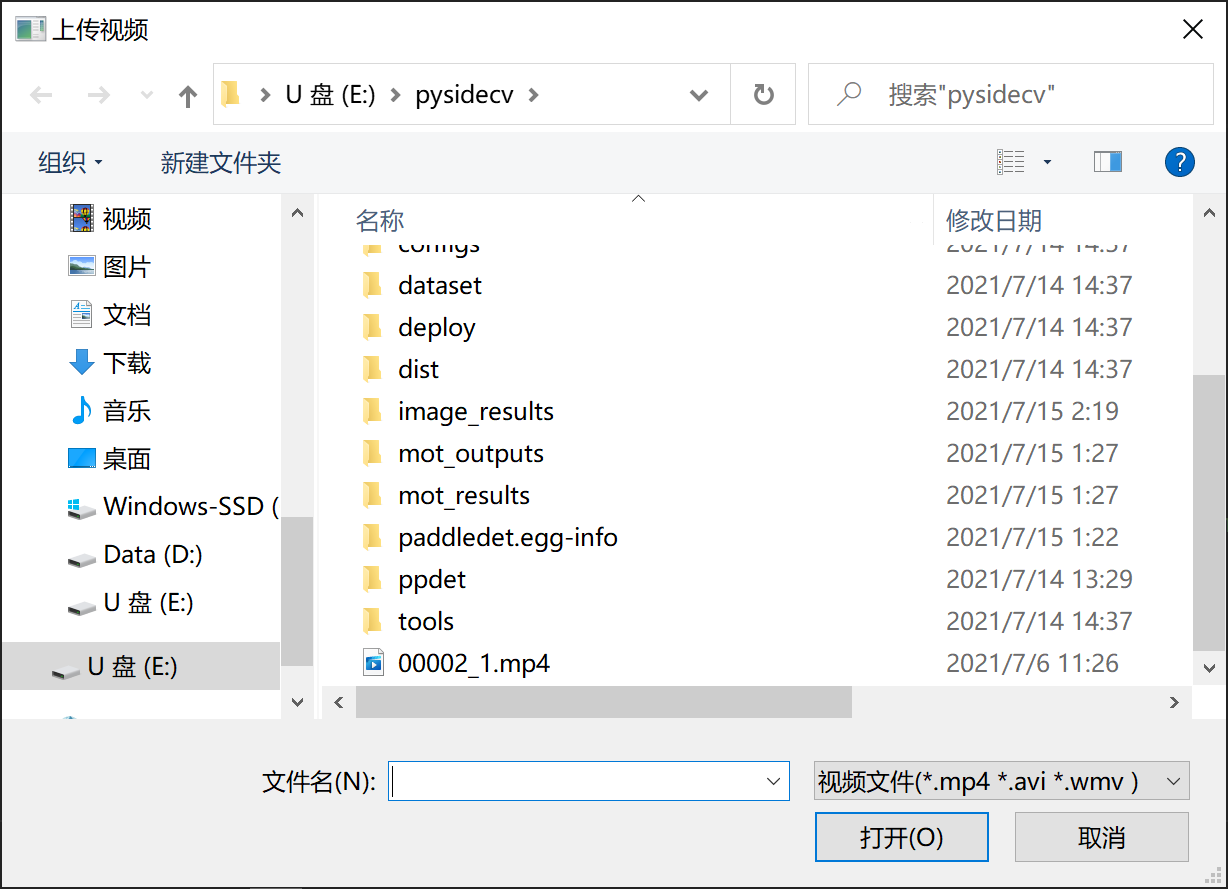 上传视频
U 盘 (E:) pysidecv
搜索"pysidecv"
组织 新建文件夹
名称 修改日期
configs 2021/7/14 14:37
dataset 2021/7/14 14:37
deploy 2021/7/14 14:37
dist 2021/7/14 14:37
image_results 2021/7/15 2:19
mot_outputs 2021/7/15 1:27
mot_results 2021/7/15 1:27
paddledet.egg-info 2021/7/15 1:22
ppdet 2021/7/14 13:29
tools 2021/7/14 14:37
00002_1.mp4 2021/7/6 11:26
视频
图片
文档
下载
音乐
桌面
Windows-SSD (
Data (D:)
U 盘 (E:)
U 盘 (E:)
文件名(N):
视频文件(*.mp4 *.avi *.wmv )
打开(O) 取消